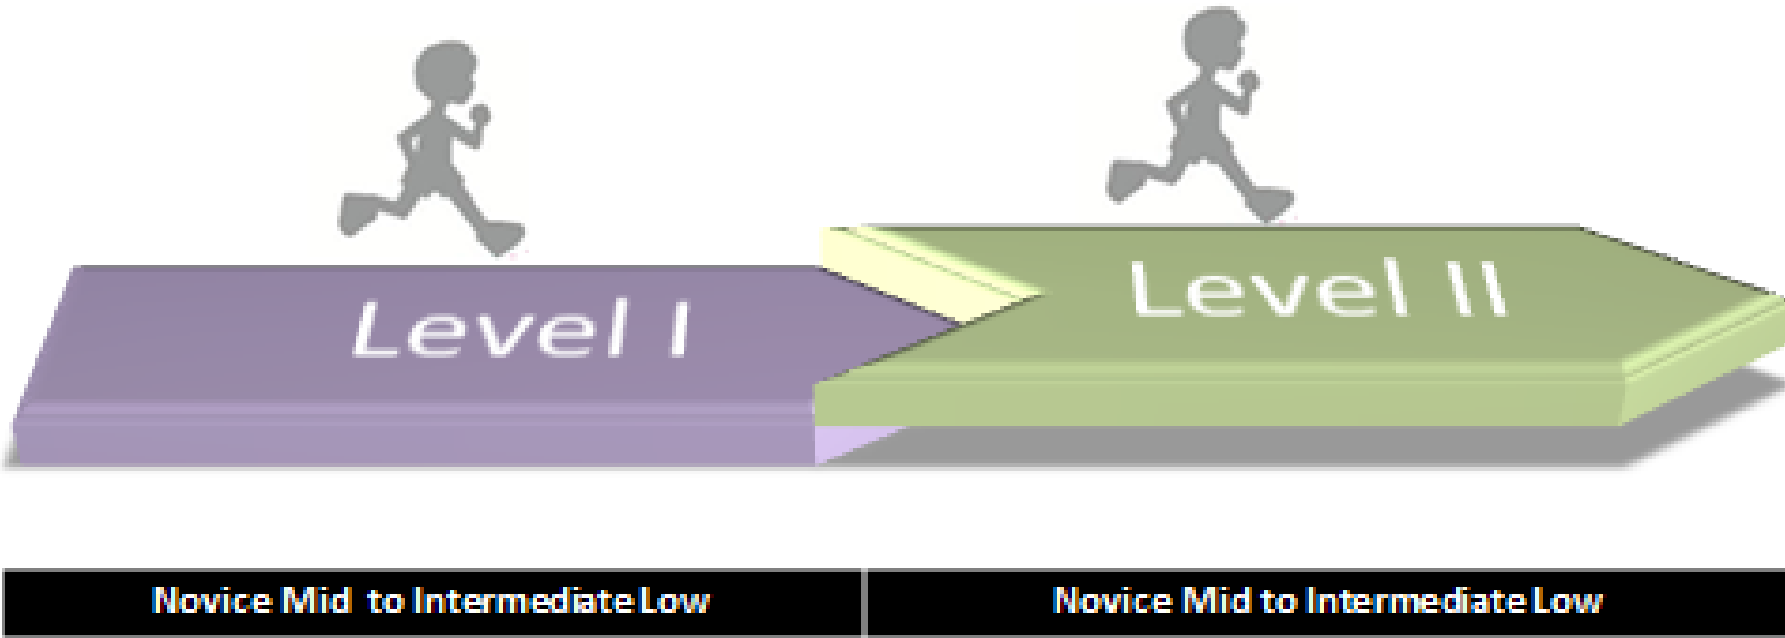 Level I
Level II
Novice Mid to Intermediate Low
Novice Mid to Intermediate Low